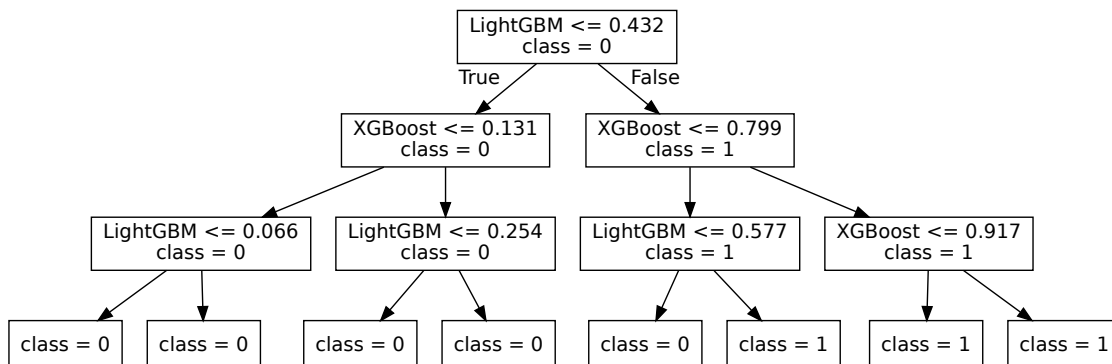 LightGBM <= 0.432
class = 0
True
False
XGBoost <= 0.131
class = 0
XGBoost <= 0.799
class = 1
LightGBM <= 0.066
class = 0
LightGBM <= 0.254
class = 0
LightGBM <= 0.577
class = 1
XGBoost <= 0.917
class = 1
class = 0
class = 0
class = 0
class = 0
class = 0
class = 1
class = 1
class = 1